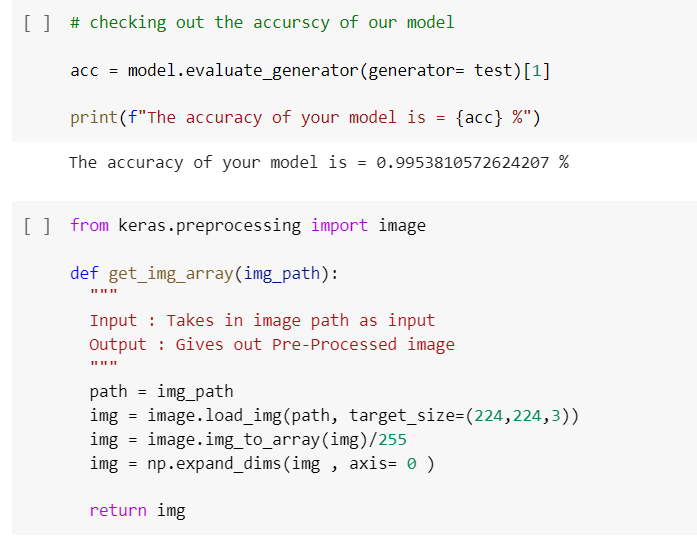 [ ] # checking out the accurscy of our model
acc = model.evaluate_generator(generator= test)[1]
print(f"The accuracy of your model is = {acc} %")
The accuracy of your model is = 0.9953810572624207 %
[ ] from keras.preprocessing import image
def get_img_array(img_path):
"""
Input : Takes in image path as input
Output : Gives out Pre-Processed image
"""
path = img_path
img = image.load_img(path, target_size=(224,224,3))
img = image.img_to_array(img)/255
img = np.expand_dims(img , axis= 0 )
return img